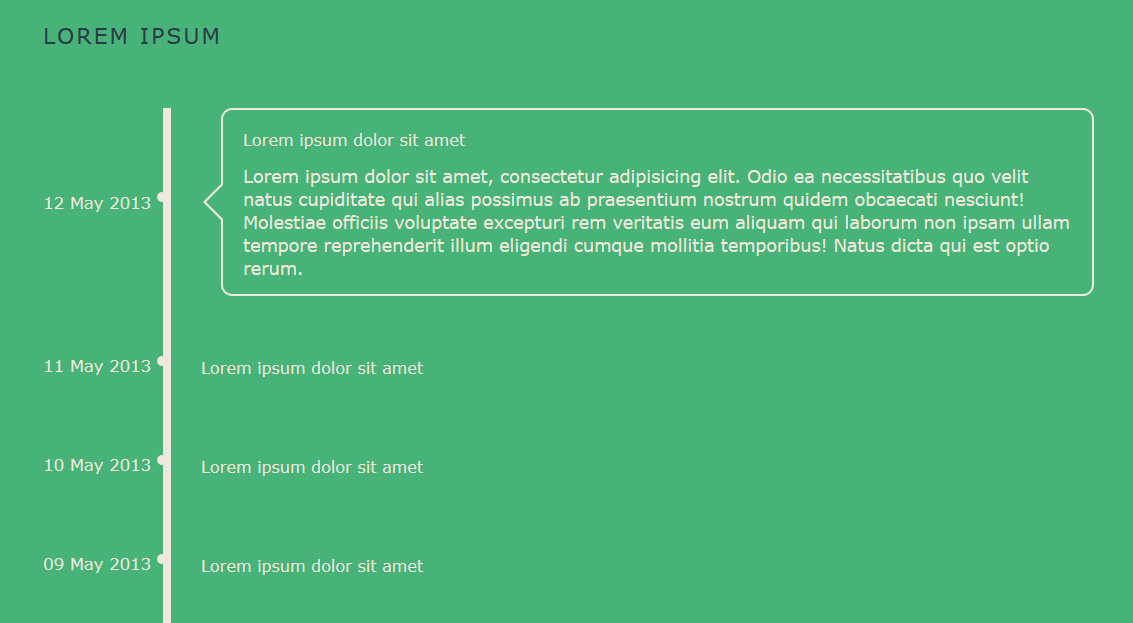 LOREM IPSUM
Lorem ipsum dolor sit amet
12 May 2013
Lorem ipsum dolor sit amet, consectetur adipisicing elit. Odio ea necessitatibus quo velit
natus cupiditate qui alias possimus ab praesentium nostrum quidem obcaecati nesciunt!
Molestiae officiis voluptate excepturi rem veritatis eum aliquam qui laborum non ipsam ullam
tempore reprehenderit illum eligendi cumque mollitia temporibus! Natus dicta qui est optio
rerum.
11 May 2013
Lorem ipsum dolor sit amet
10 May 2013
Lorem ipsum dolor sit amet
09 May 2013
Lorem ipsum dolor sit amet